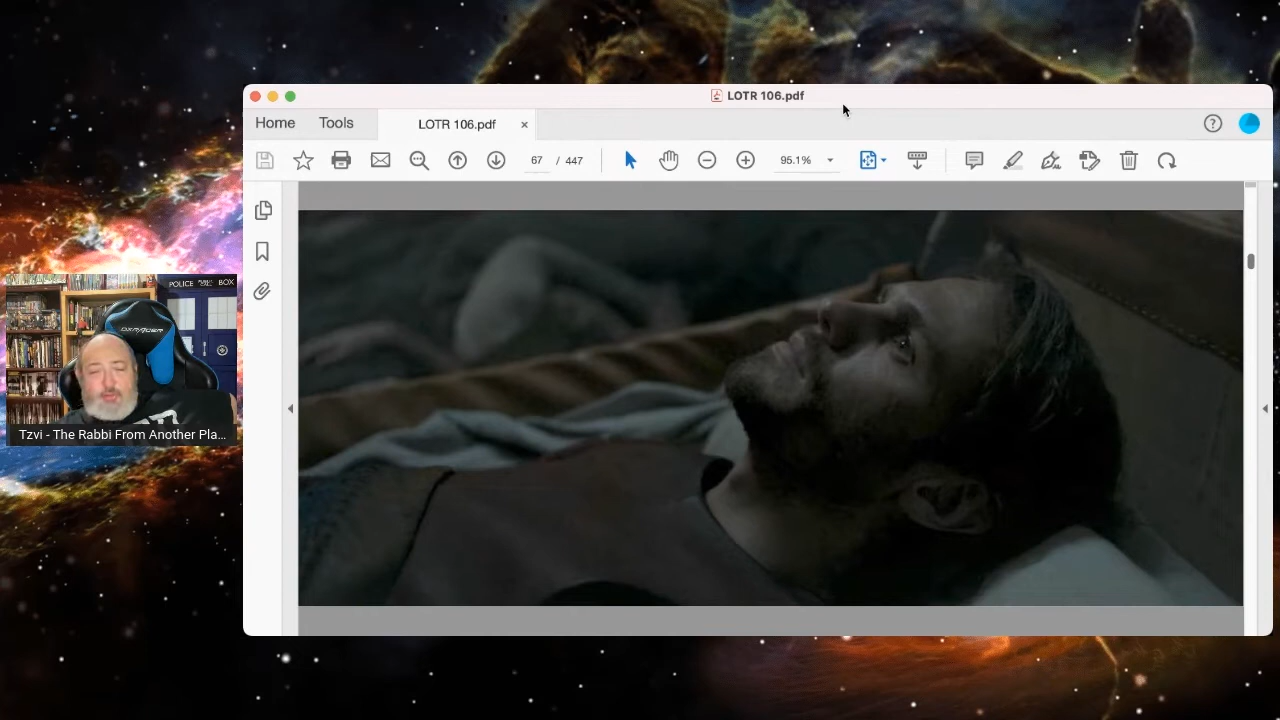 LOTR 106.pdf
Home
Tools
LOTR 106.pdf
67 / 447
95.1%
POLICE
BOX
DXRACER
Tzvi - The Rabbi From Another Pla...